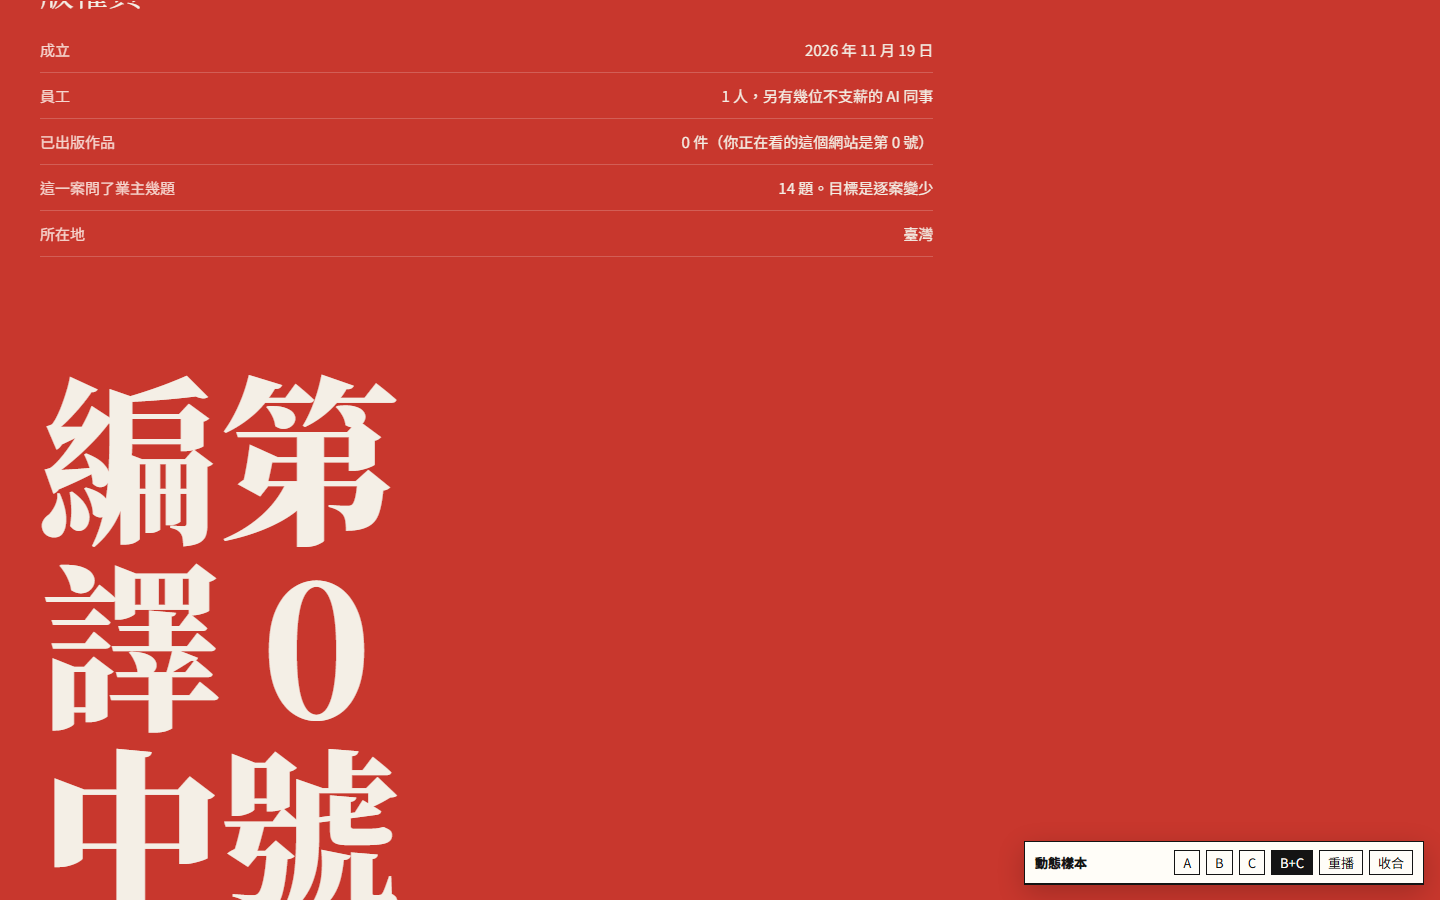 版權頁
成立 2026 年 11 月 19 日
員工 1 人，另有幾位不支薪的 AI 同事
已出版作品 0 件（你正在看的這個網站是第 0 號）
這一案問了業主幾題 14 題。目標是逐案變少
所在地 臺灣
第0號
編譯中
動態樣本 A B C B+C 重播 收合